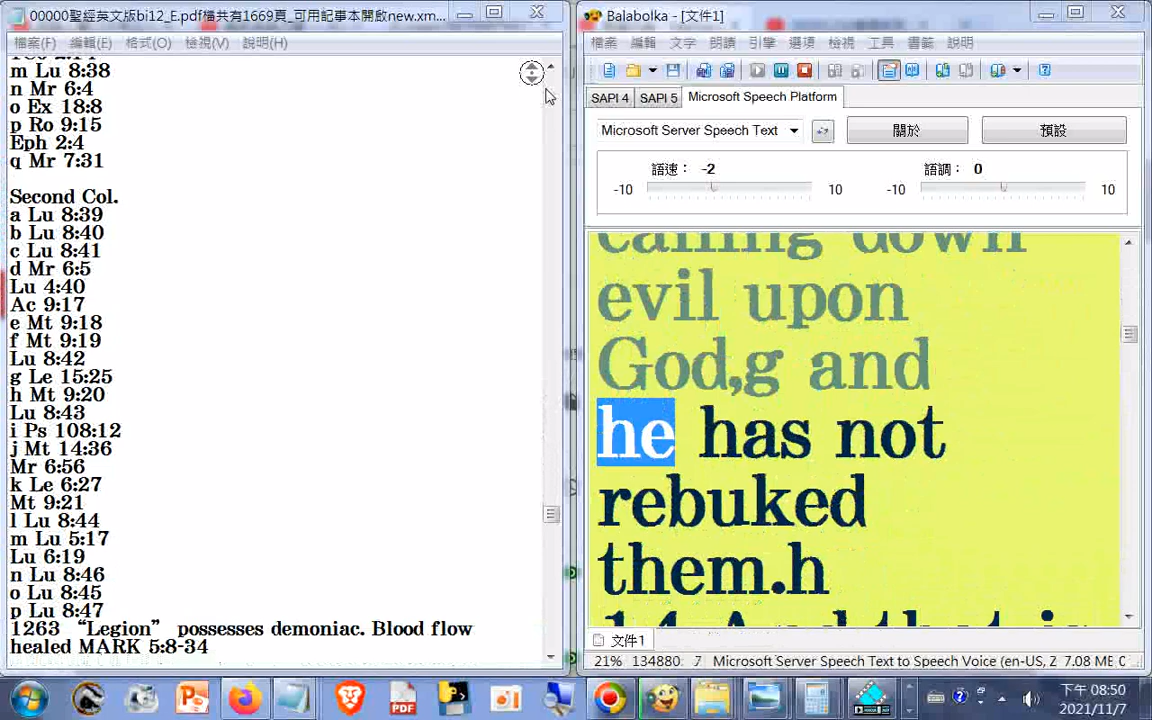 00000聖經英文版bi12_E.pdf檔共有1669頁_可用記事本開啟new.xm...
檔案(F) 編輯(E) 格式(O) 檢視(V) 說明(H)
m Lu 8:38
n Mr 6:4
o Ex 18:8
p Ro 9:15
Eph 2:4
q Mr 7:31
Second Col.
a Lu 8:39
b Lu 8:40
c Lu 8:41
d Mr 6:5
Lu 4:40
Ac 9:17
e Mt 9:18
f Mt 9:19
Lu 8:42
g Le 15:25
h Mt 9:20
Lu 8:43
i Ps 108:12
j Mt 14:36
Mr 6:56
k Le 6:27
Mt 9:21
l Lu 8:44
m Lu 5:17
Lu 6:19
n Lu 8:46
o Lu 8:45
p Lu 8:47
1263 “Legion” possesses demoniac. Blood flow
healed MARK 5:8-34
Balabolka - [文件1]
檔案 編輯 文字 朗讀 引擎 選項 檢視 工具 書籤 說明
SAPI 4 SAPI 5 Microsoft Speech Platform
Microsoft Server Speech Text 關於 預設
語速： -2 語調： 0
-10 10 -10 10
calling down
evil upon
God,g and
he has not
rebuked
them.h
14 And that is
文件1
21% 134880. 7 Microsoft Server Speech Text to Speech Voice (en-US, Z 7.08 ME 0
下午 08:50
2021/11/7